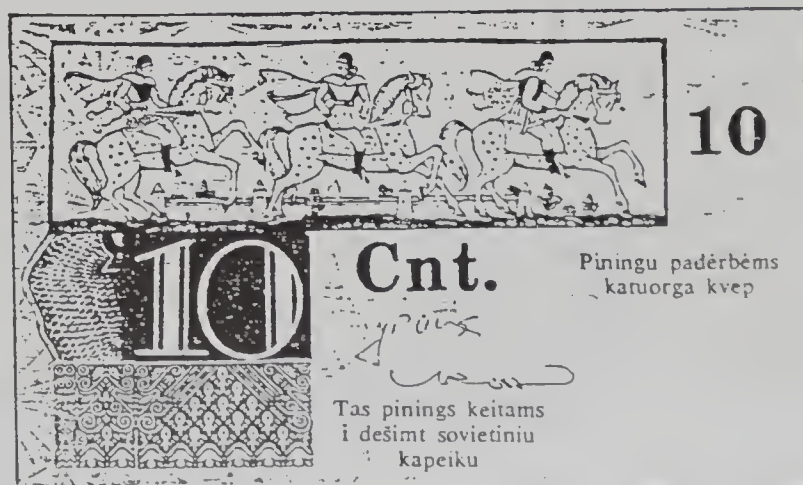 10
10
Cnt.
Piningu padėrbėms
katuorga kvep
Tas pinings keitams
i dešimt sovietiniu
kapeiku